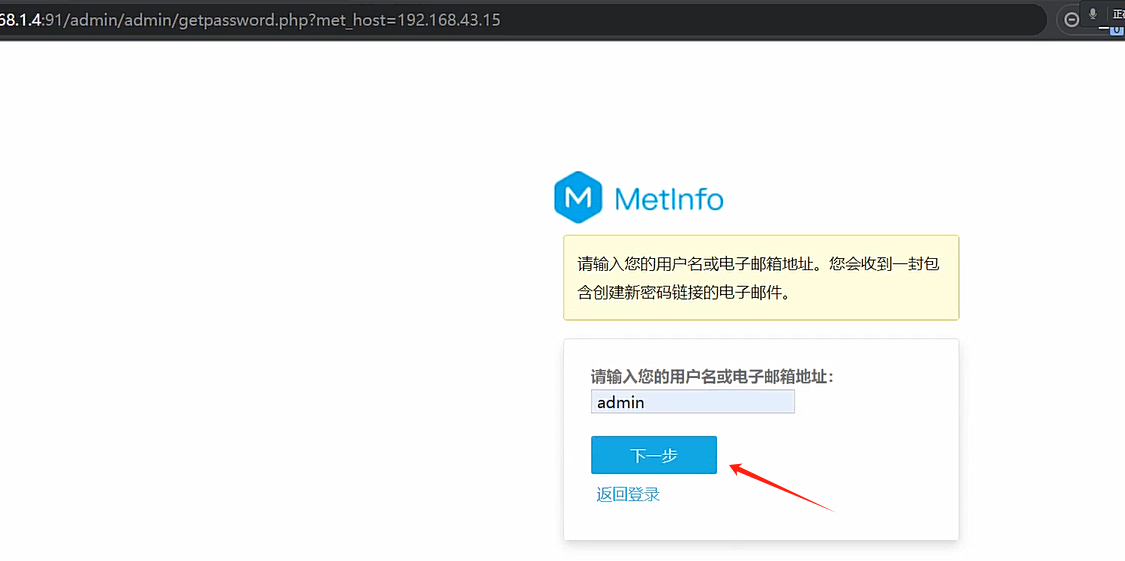 68.1.4:91/admin/admin/getpassword.php?met_host=192.168.43.15
MetInfo
请输入您的用户名或电子邮箱地址。您会收到一封包
含创建新密码链接的电子邮件。
请输入您的用户名或电子邮箱地址：
admin
下一步
返回登录